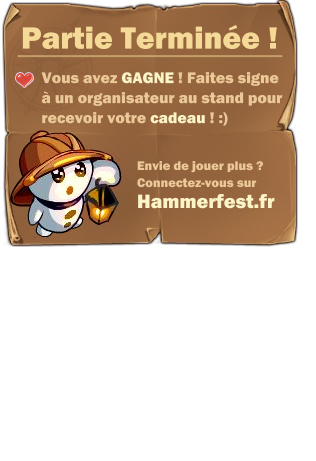 Partie Terminée !
Vous avez GAGNE ! Faites signe
à un organisateur au stand pour
recevoir votre cadeau ! :)
Envie de jouer plus ?
Connectez-vous sur
Hammerfest.fr